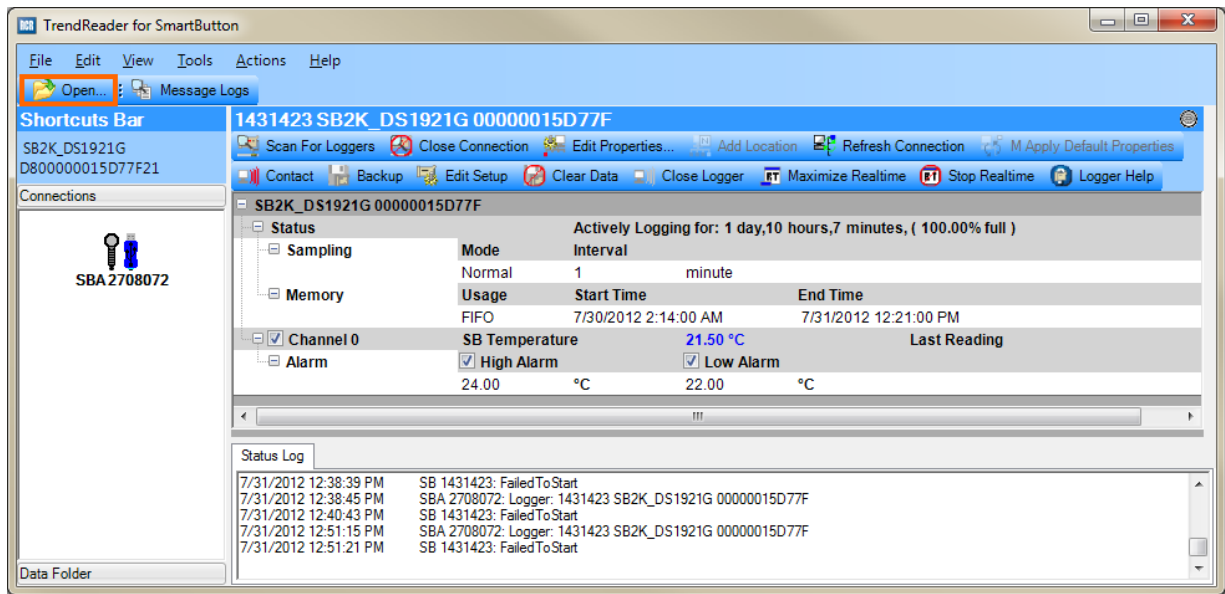 RCR TrendReader for SmartButton
File Edit View Tools Actions Help
Open... Message Logs
Shortcuts Bar
SB2K_DS1921G
D800000015D77F21
Connections
SBA 2708072
Data Folder
1431423 SB2K_DS1921G 00000015D77F
Scan For Loggers Close Connection Edit Properties... Add Location Refresh Connection M Apply Default Properties
Contact Backup Edit Setup Clear Data Close Logger RT Maximize Realtime RT Stop Realtime Logger Help
SB2K_DS1921G 00000015D77F
Status Actively Logging for: 1 day,10 hours,7 minutes, ( 100.00% full )
Sampling Mode Interval
Normal 1 minute
Memory Usage Start Time End Time
FIFO 7/30/2012 2:14:00 AM 7/31/2012 12:21:00 PM
Channel 0 SB Temperature 21.50 °C Last Reading
Alarm High Alarm Low Alarm
24.00 °C 22.00 °C
Status Log
7/31/2012 12:38:39 PM SB 1431423: FailedToStart
7/31/2012 12:38:45 PM SBA 2708072: Logger: 1431423 SB2K_DS1921G 00000015D77F
7/31/2012 12:40:43 PM SB 1431423: FailedToStart
7/31/2012 12:51:15 PM SBA 2708072: Logger: 1431423 SB2K_DS1921G 00000015D77F
7/31/2012 12:51:21 PM SB 1431423: FailedToStart